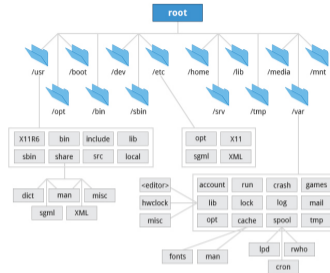 root
/usr /boot /dev /etc /home /lib /media /mnt
/opt /bin /sbin /srv /tmp /var
X11R6 bin include lib
sbin share src local
opt X11
sgml XML
dict man misc
sgml XML
<editor>
hwclock
misc
account run crash games
lib lock log mail
opt cache spool tmp
fonts man
lpd rwho
cron